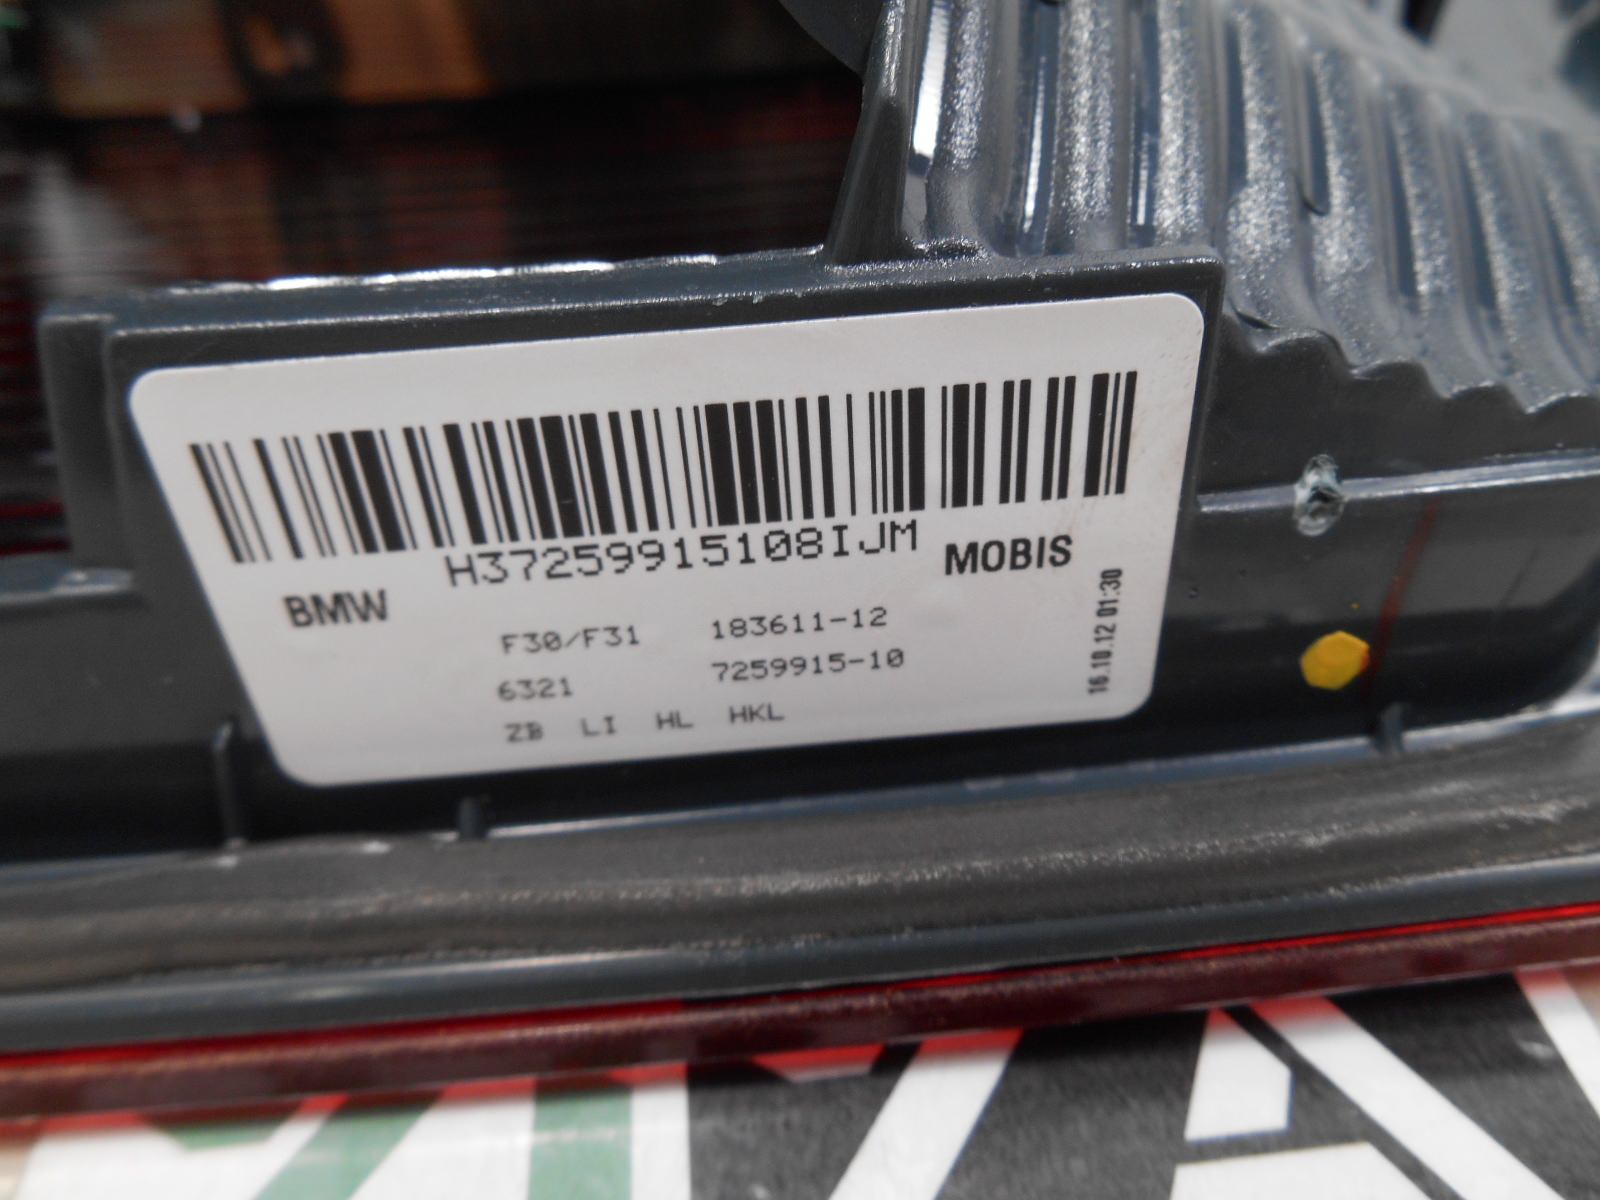 H37259915108IJM
BMW
MOBIS
F30/F31 183611-12
6321 7259915-10
ZB LI HL HKL
16.10.12 01:30